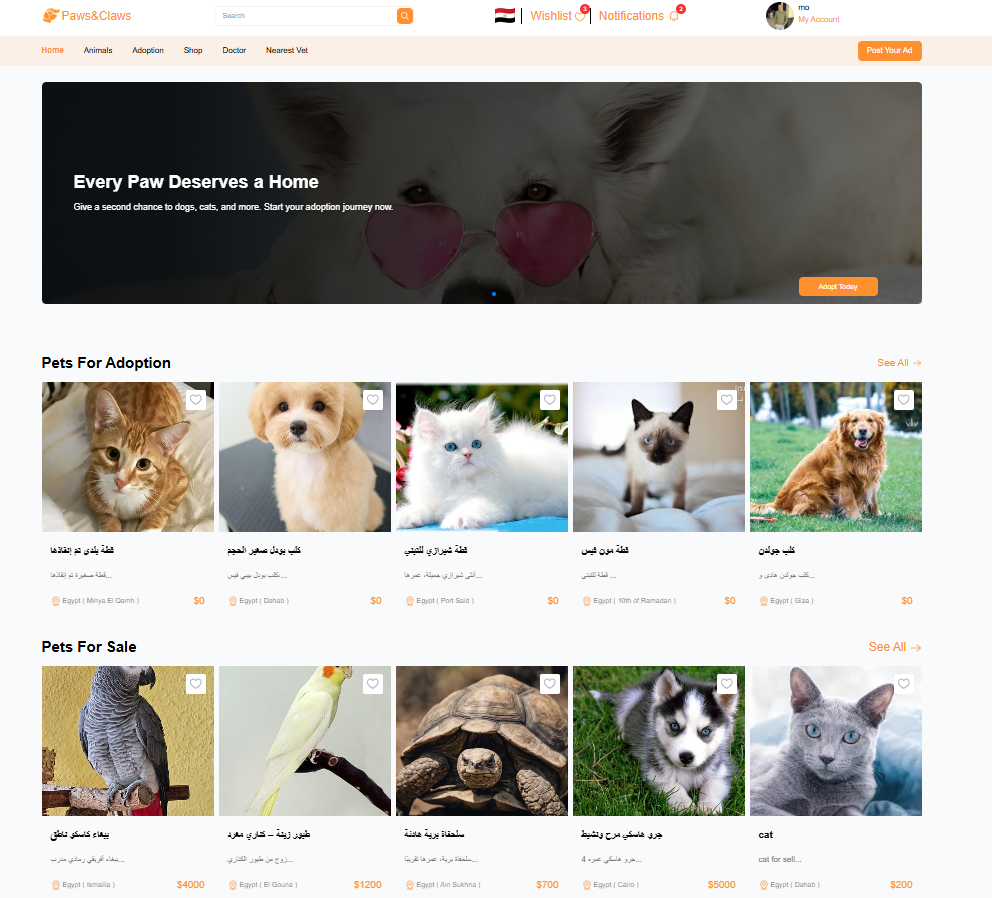 Paws&Claws
Search
Wishlist 3
Notifications 2
mo
My Account
Home
Animals
Adoption
Shop
Doctor
Nearest Vet
Post Your Ad
Every Paw Deserves a Home
Give a second chance to dogs, cats, and more. Start your adoption journey now.
Adopt Today
Pets For Adoption
See All →
قطة بلدى تم إنقاذها
قطة صغيرة تم إنقاذها...
Egypt ( Minya El Qamh )
$0
كلب بودل صغير الحجم
كلب بودل بيبي فيس،...
Egypt ( Dahab )
$0
قطة شيرازي للتبني
أنثى شيرازي جميلة، عمرها...
Egypt ( Port Said )
$0
قطة مون فيس
قطة للتبنى ...
Egypt ( 10th of Ramadan )
$0
كلب جولدن
كلب جولدن هادى و...
Egypt ( Giza )
$0
Pets For Sale
See All →
ببغاء كاسكو ناطق
ببغاء أفريقي رمادي مدرب...
Egypt ( Ismailia )
$4000
طيور زينة – كناري مغرد
زوج من طيور الكناري...
Egypt ( El Gouna )
$1200
سلحفاة برية هادئة
سلحفاة برية، عمرها تقريبًا...
Egypt ( Ain Sukhna )
$700
جرو هاسكي مرح ونشيط
جرو هاسكي عمره 4...
Egypt ( Cairo )
$5000
cat
cat for sell...
Egypt ( Dahab )
$200